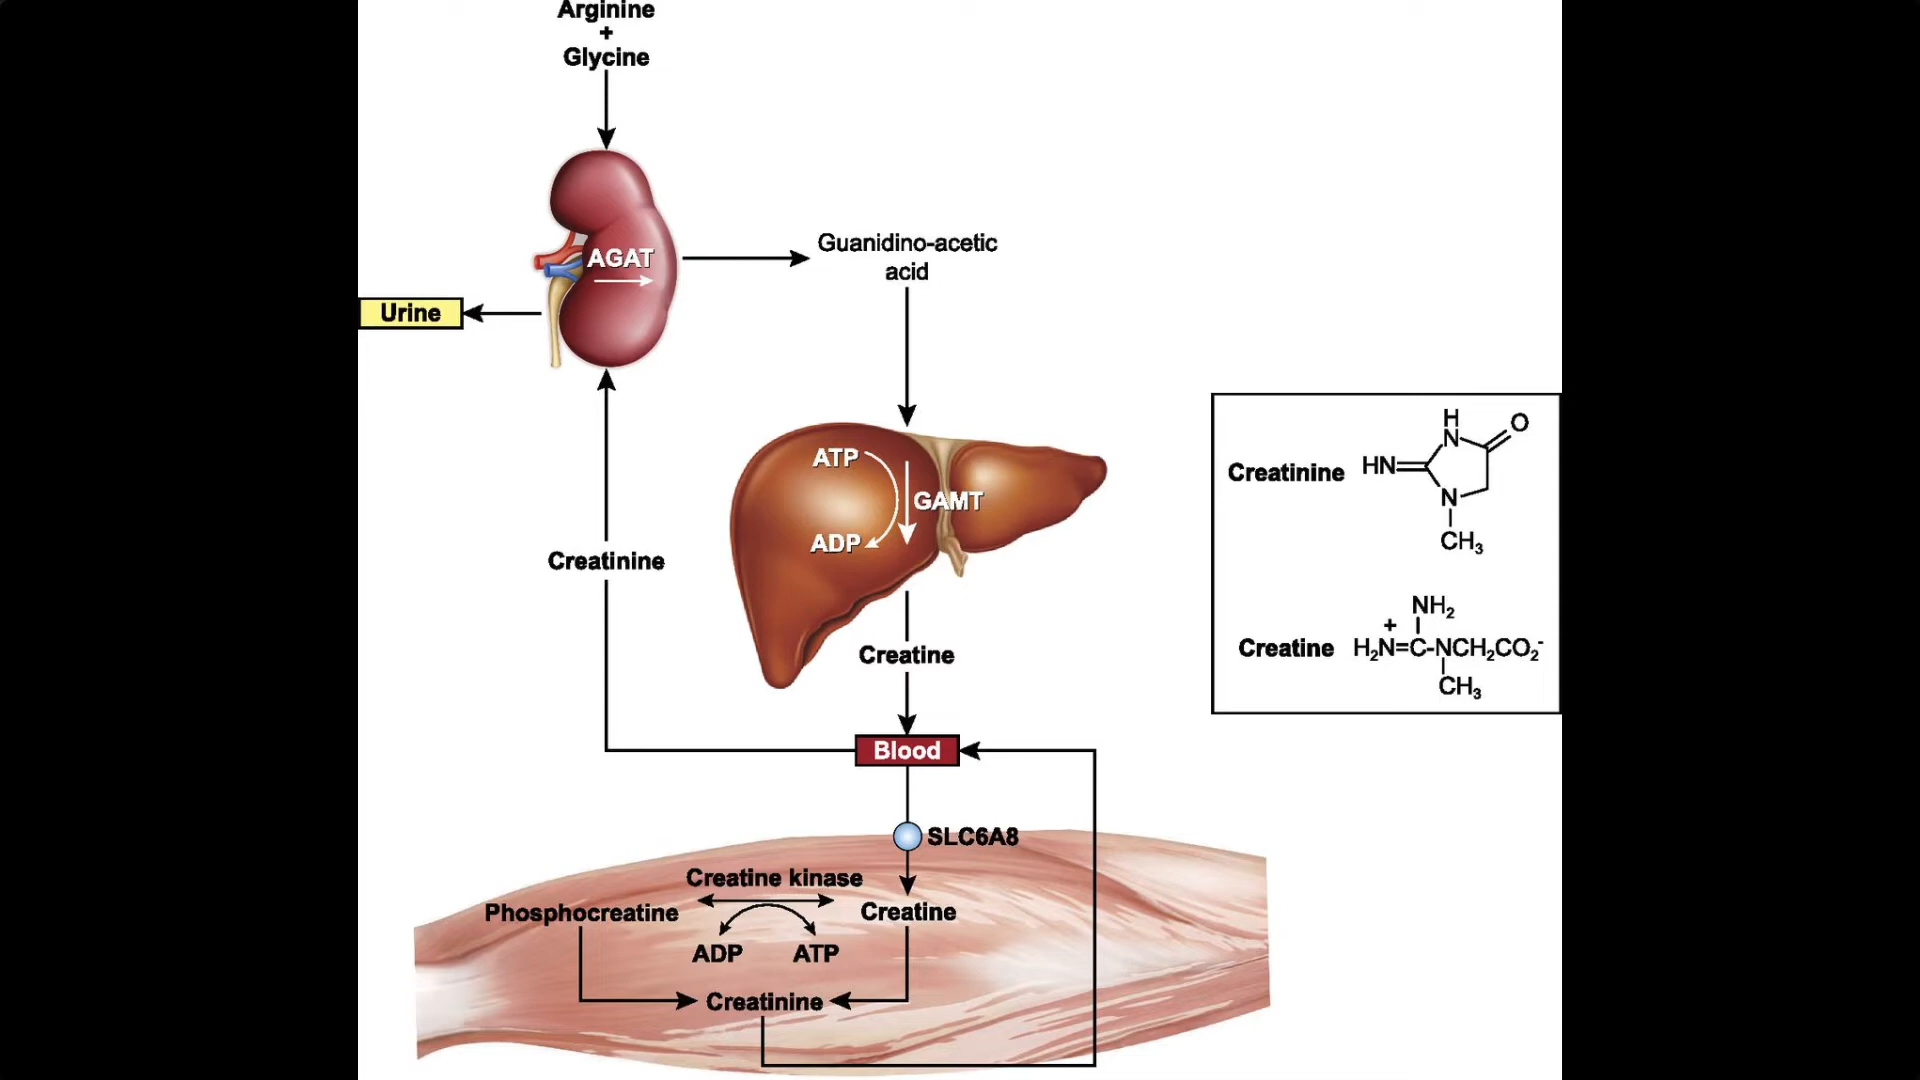 Arginine
+
Glycine
AGAT
Guanidino-acetic
acid
Urine
ATP
GAMT
ADP
Creatinine
Creatine
Blood
SLC6A8
Creatine kinase
Phosphocreatine
Creatine
ADP
ATP
Creatinine
Creatinine
H
N
O
HN
N
CH₃
Creatine
NH₂
+
H₂N=C-NCH₂CO₂⁻
CH₃